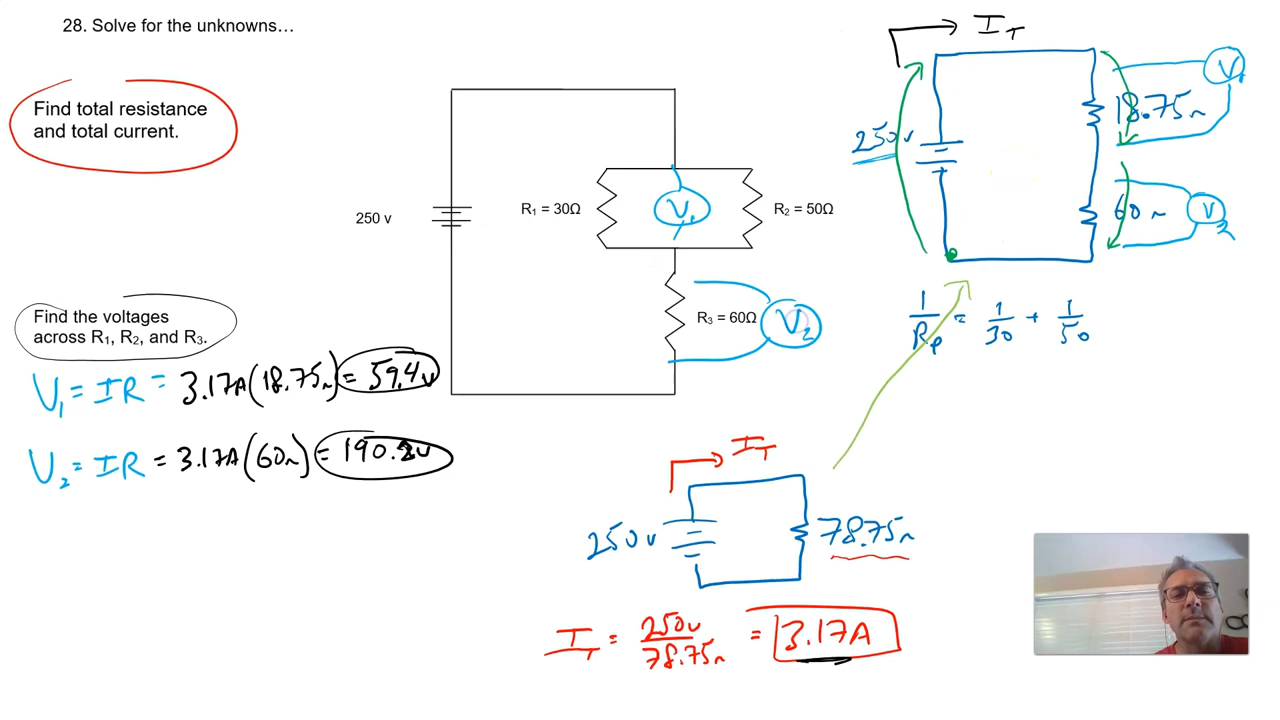 28. Solve for the unknowns…
Find total resistance
and total current.
250 v
R₁ = 30Ω
V₁
R₂ = 50Ω
R₃ = 60Ω
V₂
I_T
250v
18.75Ω
V₁
60Ω
V₂
1/R_P = 1/30 + 1/50
Find the voltages
across R₁, R₂, and R₃.
V₁ = IR = 3.17A(18.75Ω) = 59.4v
V₂ = IR = 3.17A(60Ω) = 190.2v
I_T
250v
78.75Ω
I_T = 250v/78.75Ω = 3.17A